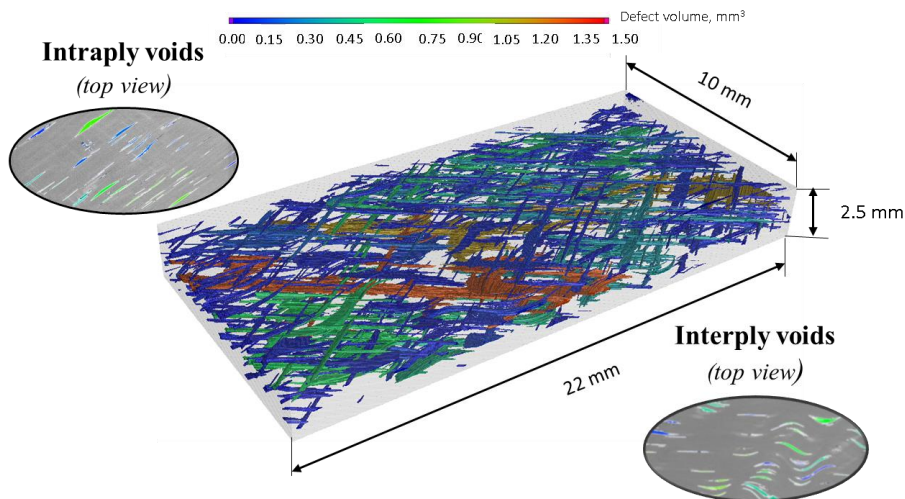 Defect volume, mm³
0.00 0.15 0.30 0.45 0.60 0.75 0.90 1.05 1.20 1.35 1.50
Intraply voids
(top view)
10 mm
2.5 mm
22 mm
Interply voids
(top view)